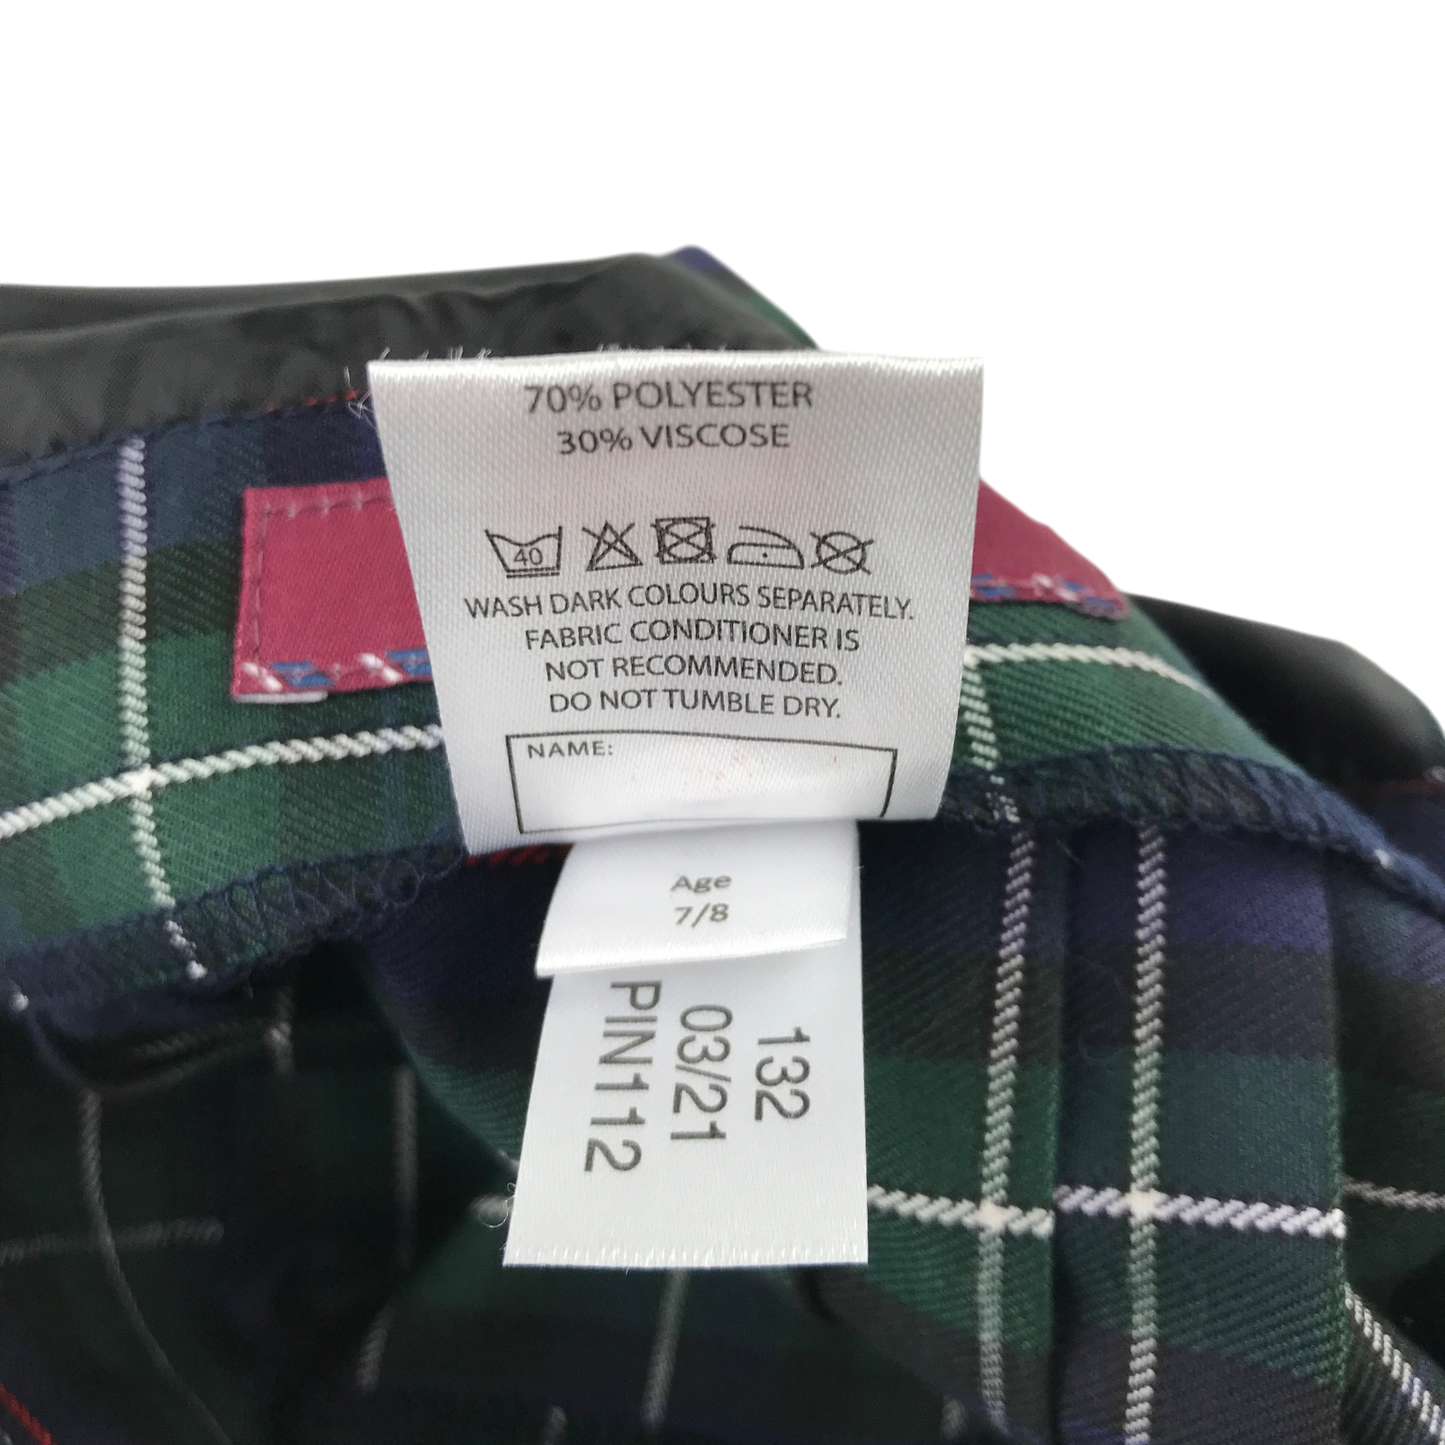 70% POLYESTER
30% VISCOSE
40
WASH DARK COLOURS SEPARATELY.
FABRIC CONDITIONER IS
NOT RECOMMENDED.
DO NOT TUMBLE DRY.
NAME:
Age
7/8
132
03/21
PIN112